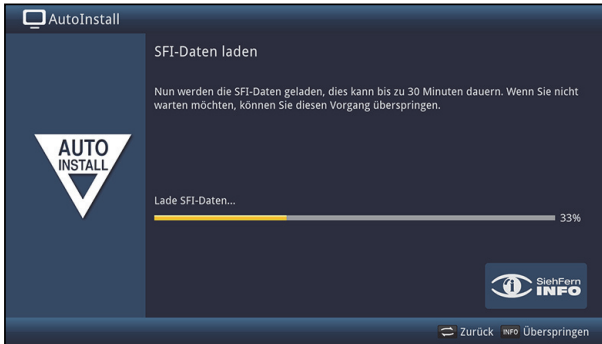 AutoInstall
SFI-Daten laden
Nun werden die SFI-Daten geladen, dies kann bis zu 30 Minuten dauern. Wenn Sie nicht
warten möchten, können Sie diesen Vorgang überspringen.
AUTO
INSTALL
Lade SFI-Daten...
33%
SiehFern
INFO
Zurück INFO Überspringen